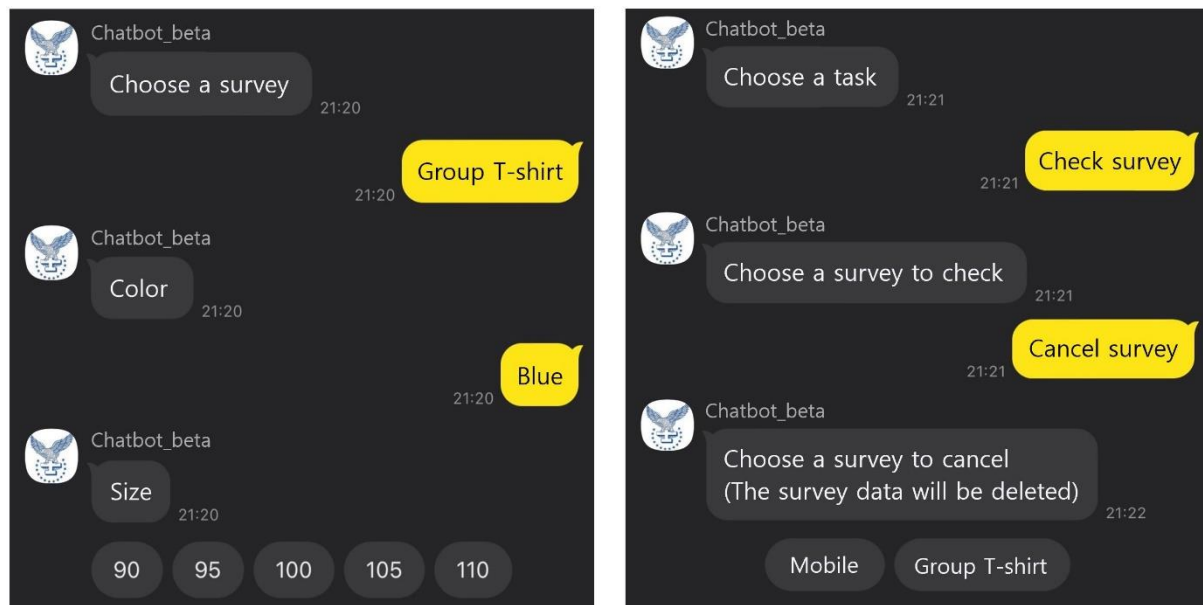 Chatbot_beta
Choose a survey
21:20
Group T-shirt
21:20
Chatbot_beta
Color
21:20
Blue
21:20
Chatbot_beta
Size
21:20
90 95 100 105 110
Chatbot_beta
Choose a task
21:21
Check survey
21:21
Chatbot_beta
Choose a survey to check
21:21
Cancel survey
21:21
Chatbot_beta
Choose a survey to cancel
(The survey data will be deleted)
21:22
Mobile Group T-shirt